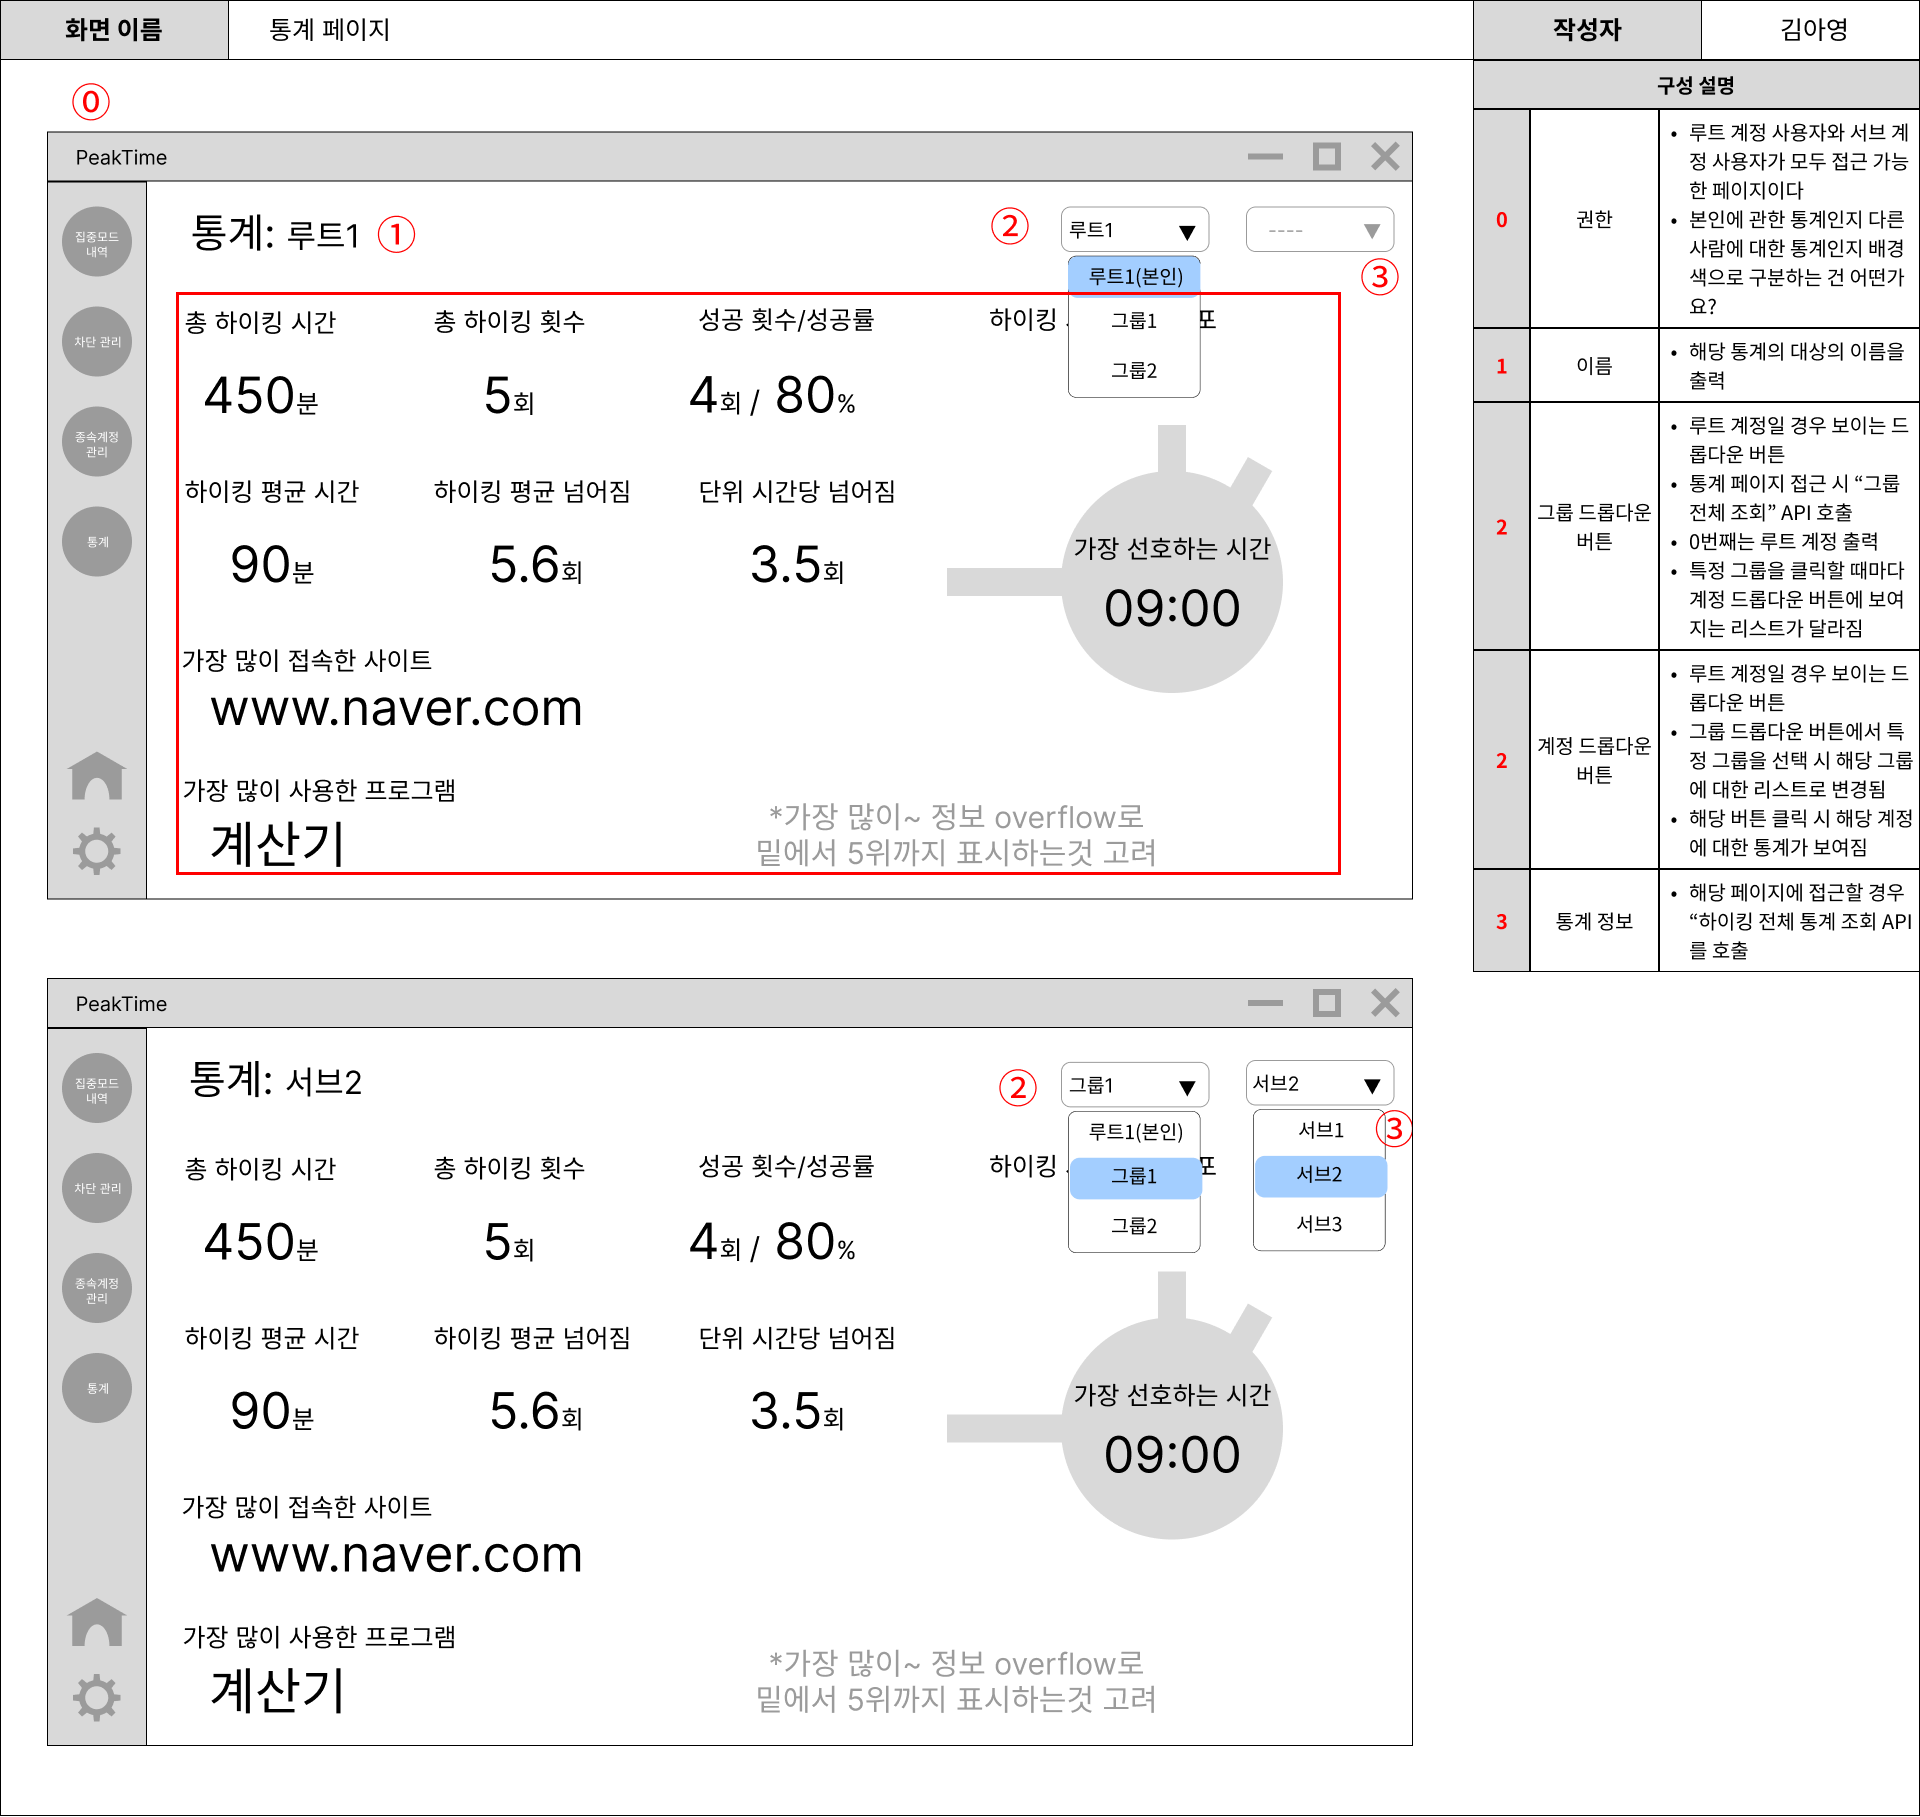 화면 이름
통계 페이지
작성자
김아영
구성 설명
0
권한
• 루트 계정 사용자와 서브 계
정 사용자가 모두 접근 가능
한 페이지이다
• 본인에 관한 통계인지 다른
사람에 대한 통계인지 배경
색으로 구분하는 건 어떤가
요?
1
이름
• 해당 통계의 대상의 이름을
출력
2
그룹 드롭다운
버튼
• 루트 계정일 경우 보이는 드
롭다운 버튼
• 통계 페이지 접근 시 “그룹
전체 조회” API 호출
• 0번째는 루트 계정 출력
• 특정 그룹을 클릭할 때마다
계정 드롭다운 버튼에 보여
지는 리스트가 달라짐
2
계정 드롭다운
버튼
• 루트 계정일 경우 보이는 드
롭다운 버튼
• 그룹 드롭다운 버튼에서 특
정 그룹을 선택 시 해당 그룹
에 대한 리스트로 변경됨
• 해당 버튼 클릭 시 해당 계정
에 대한 통계가 보여짐
3
통계 정보
• 해당 페이지에 접근할 경우
“하이킹 전체 통계 조회 API
를 호출
⓪
PeakTime
집중모드
내역
차단 관리
종속계정
관리
통계
통계: 루트1 ①
② 루트1 ▼
---- ▼
③
루트1(본인)
그룹1
그룹2
총 하이킹 시간
총 하이킹 횟수
성공 횟수/성공률
하이킹
포
450분
5회
4회 / 80%
하이킹 평균 시간
하이킹 평균 넘어짐
단위 시간당 넘어짐
90분
5.6회
3.5회
가장 선호하는 시간
09:00
가장 많이 접속한 사이트
www.naver.com
가장 많이 사용한 프로그램
계산기
*가장 많이~ 정보 overflow로
밑에서 5위까지 표시하는것 고려
PeakTime
집중모드
내역
차단 관리
종속계정
관리
통계
통계: 서브2
② 그룹1 ▼
서브2 ▼
③
루트1(본인)
그룹1
그룹2
서브1
서브2
서브3
총 하이킹 시간
총 하이킹 횟수
성공 횟수/성공률
하이킹
포
450분
5회
4회 / 80%
하이킹 평균 시간
하이킹 평균 넘어짐
단위 시간당 넘어짐
90분
5.6회
3.5회
가장 선호하는 시간
09:00
가장 많이 접속한 사이트
www.naver.com
가장 많이 사용한 프로그램
계산기
*가장 많이~ 정보 overflow로
밑에서 5위까지 표시하는것 고려